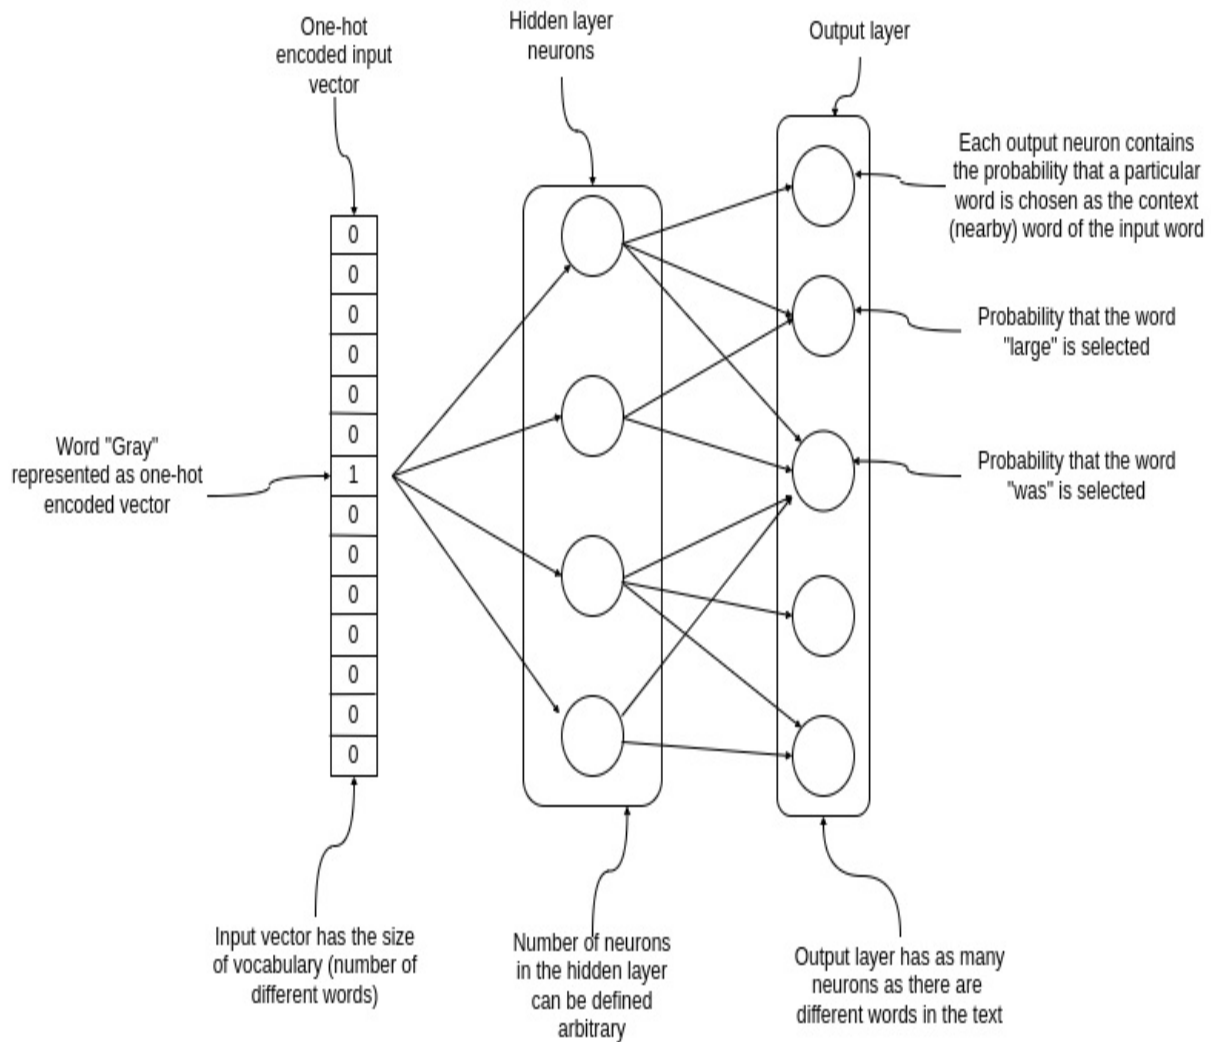 One-hot
encoded input
vector
Hidden layer
neurons
Output layer
Each output neuron contains
the probability that a particular
word is chosen as the context
(nearby) word of the input word
0
0
0
0
0
0
1
0
0
0
0
0
0
0
Probability that the word
"large" is selected
Word "Gray"
represented as one-hot
encoded vector
Probability that the word
"was" is selected
Input vector has the size
of vocabulary (number of
different words)
Number of neurons
in the hidden layer
can be defined
arbitrary
Output layer has as many
neurons as there are
different words in the text